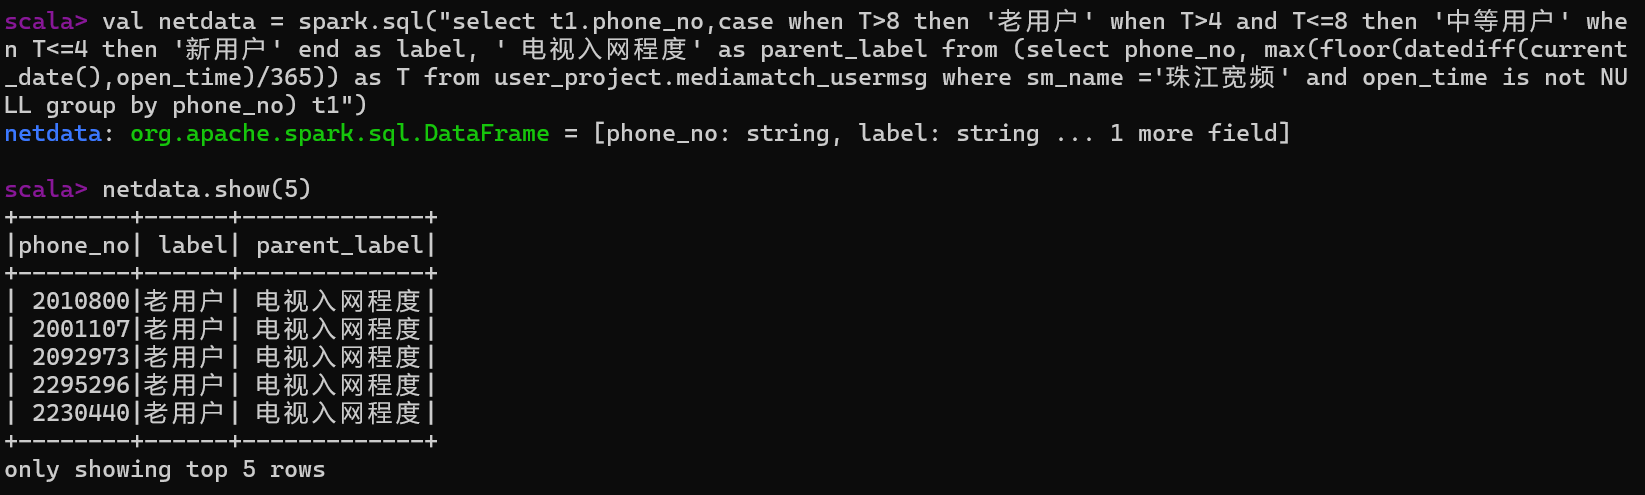 scala> val netdata = spark.sql("select t1.phone_no,case when T>8 then '老用户' when T>4 and T<=8 then '中等用户' whe
n T<=4 then '新用户' end as label, ' 电视入网程度' as parent_label from (select phone_no, max(floor(datediff(current
_date(),open_time)/365)) as T from user_project.mediamatch_usermsg where sm_name ='珠江宽频' and open_time is not NU
LL group by phone_no) t1")
netdata: org.apache.spark.sql.DataFrame = [phone_no: string, label: string ... 1 more field]
scala> netdata.show(5)
+--------+------+-------------+
|phone_no| label| parent_label|
+--------+------+-------------+
| 2010800|老用户| 电视入网程度|
| 2001107|老用户| 电视入网程度|
| 2092973|老用户| 电视入网程度|
| 2295296|老用户| 电视入网程度|
| 2230440|老用户| 电视入网程度|
+--------+------+-------------+
only showing top 5 rows